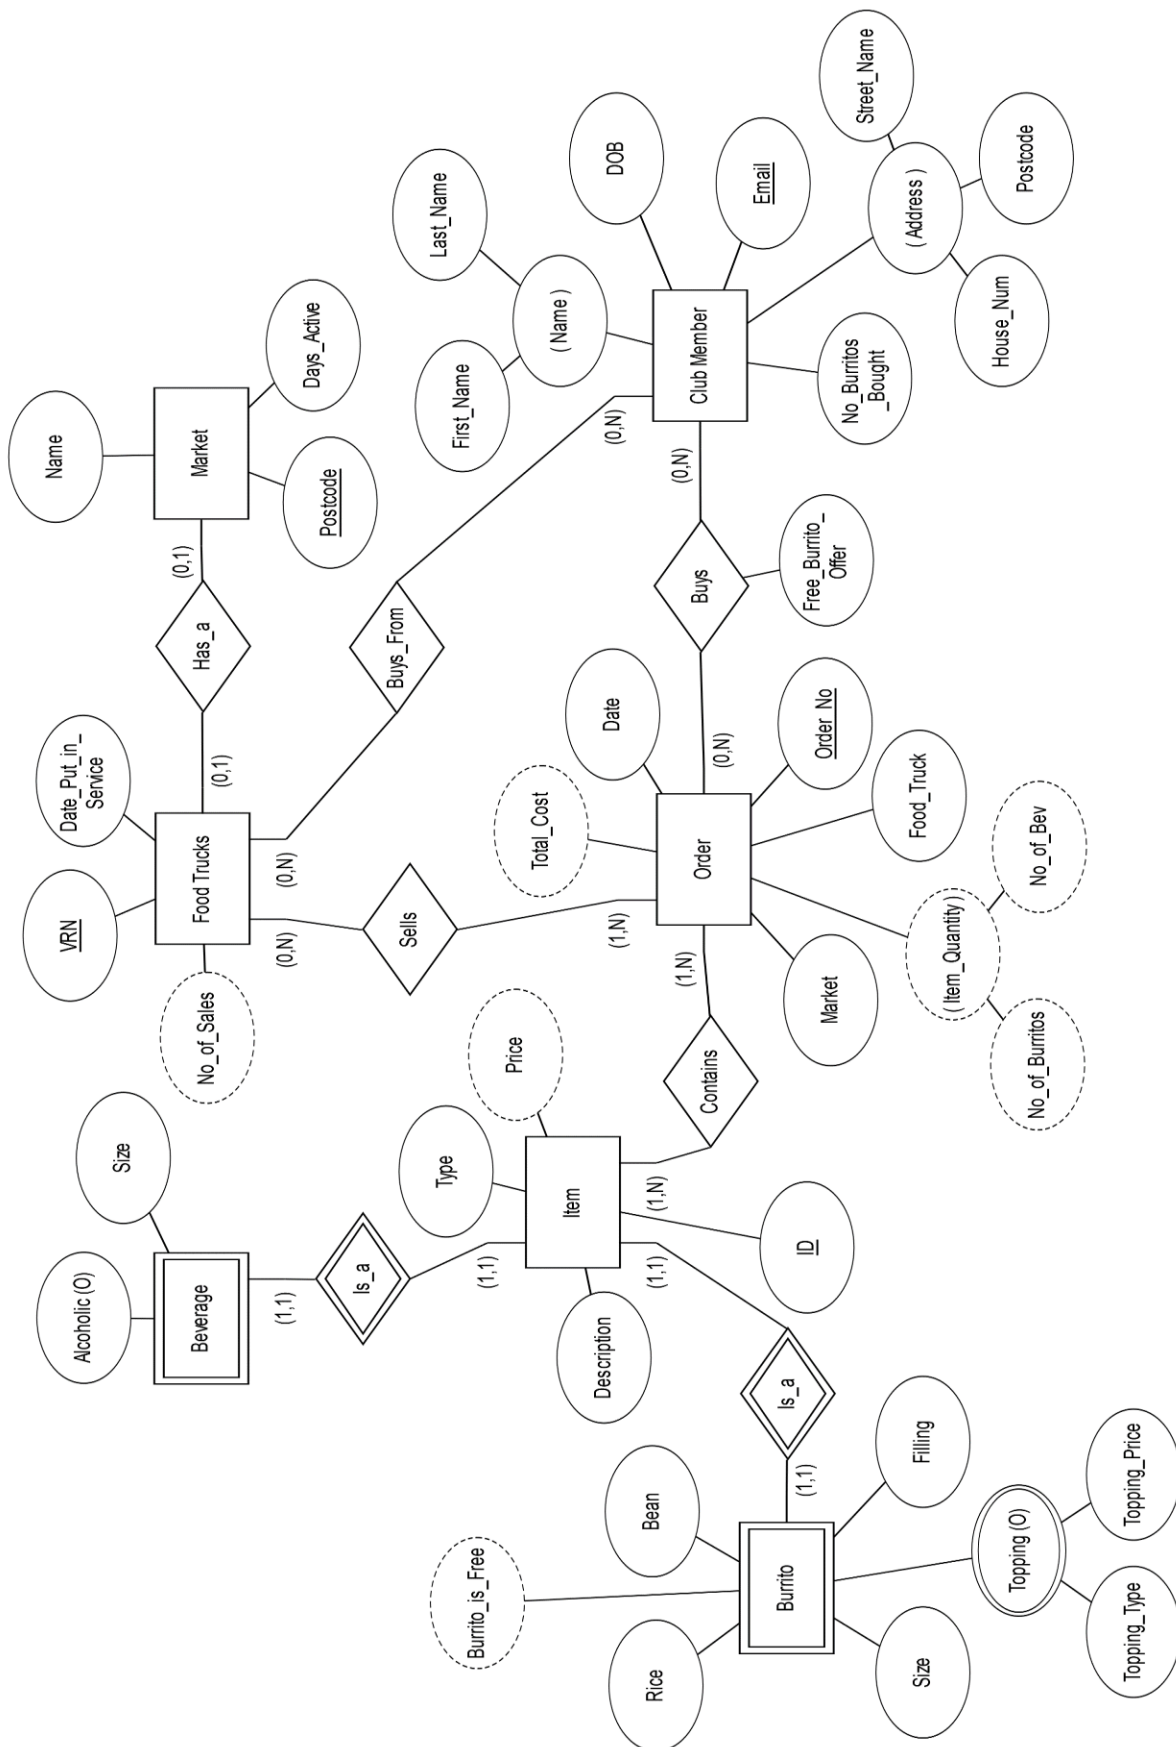 Alcoholic (O)
Size
Beverage
(1,1)
Is_a
(1,1)
VRN
Date_Put_in_
Service
No_of_Sales
Food Trucks
(0,1)
Has_a
(0,1)
Name
Market
Days_Active
Postcode
(0,N)
(0,N)
Sells
(1,N)
Buys_From
(0,N)
Type
Price
Item
Description
ID
(1,N)
Contains
(1,N)
(1,1)
Is_a
(1,1)
Total_Cost
Date
Order
Order_No
Food_Truck
Market
( Item_Quantity )
No_of_Burritos
No_of_Bev
(0,N)
Buys
Free_Burrito_
Offer
(0,N)
First_Name
Last_Name
( Name )
DOB
Email
Club Member
No_Burritos
_Bought
( Address )
Street_Name
Postcode
House_Num
Burrito_is_Free
Rice
Bean
Burrito
Size
Filling
Topping (O)
Topping_Type
Topping_Price